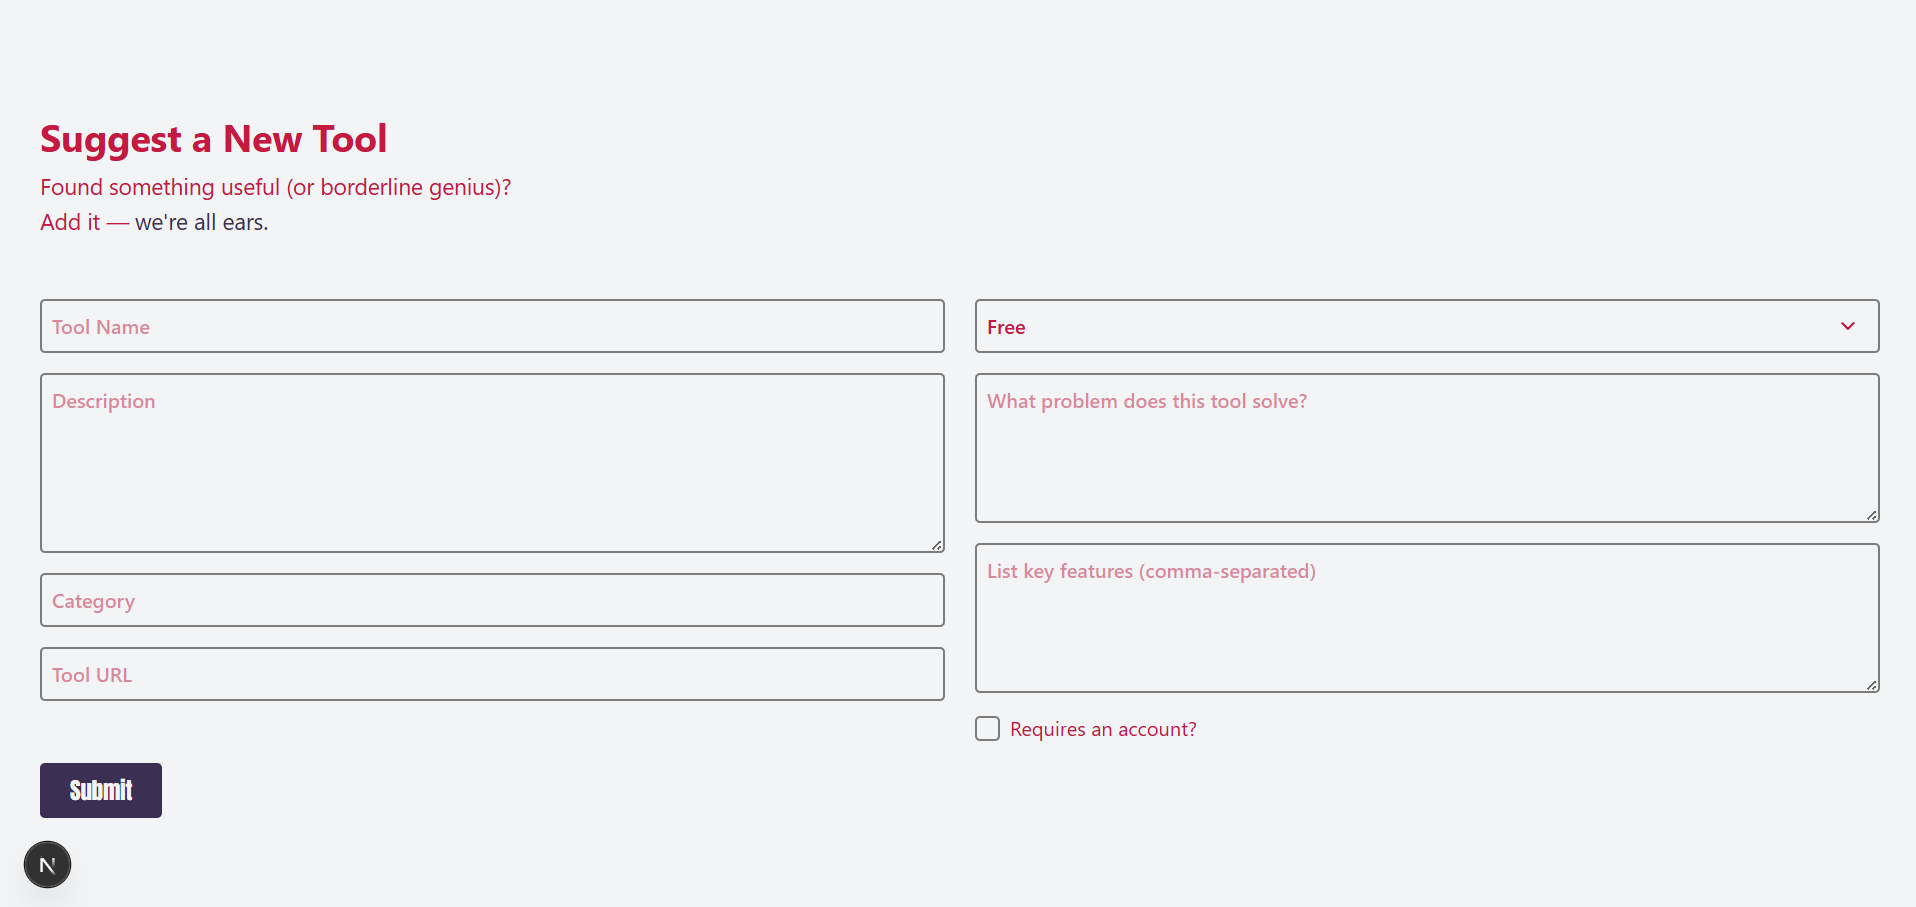 Suggest a New Tool
Found something useful (or borderline genius)?
Add it — we're all ears.
Tool Name
Description
Category
Tool URL
Free
What problem does this tool solve?
List key features (comma-separated)
Requires an account?
Submit
N